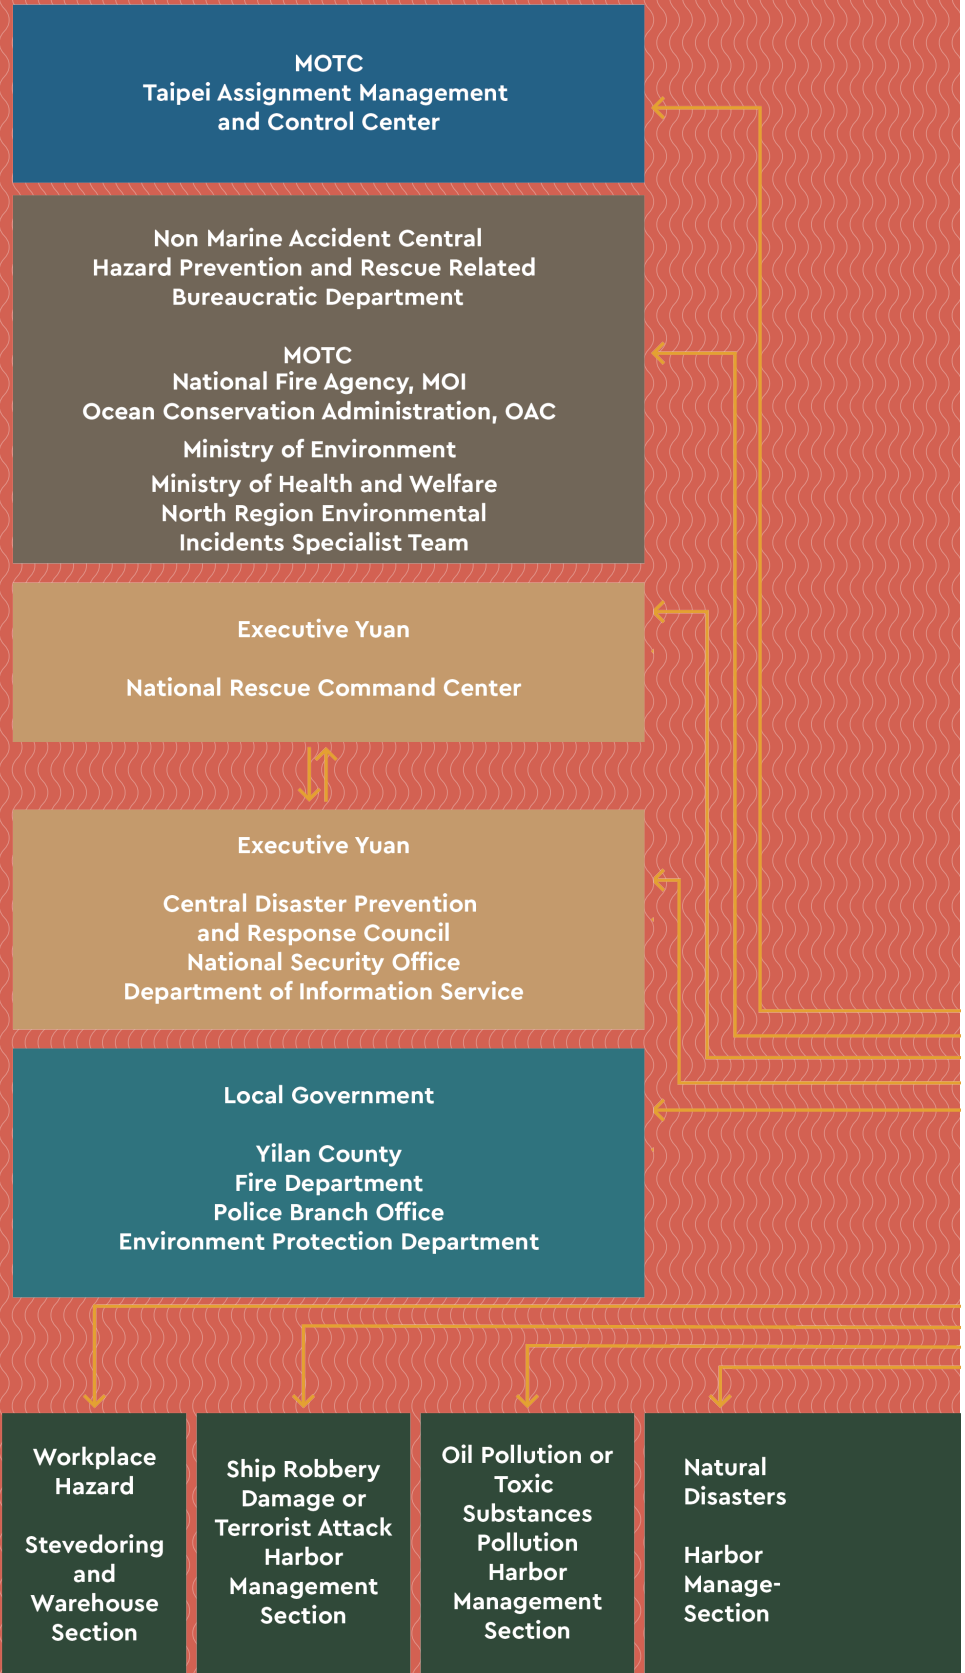 MOTC
Taipei Assignment Management
and Control Center
Non Marine Accident Central
Hazard Prevention and Rescue Related
Bureaucratic Department
MOTC
National Fire Agency, MOI
Ocean Conservation Administration, OAC
Ministry of Environment
Ministry of Health and Welfare
North Region Environmental
Incidents Specialist Team
Executive Yuan
National Rescue Command Center
Executive Yuan
Central Disaster Prevention
and Response Council
National Security Office
Department of Information Service
Local Government
Yilan County
Fire Department
Police Branch Office
Environment Protection Department
Workplace
Hazard
Stevedoring
and
Warehouse
Section
Ship Robbery
Damage or
Terrorist Attack
Harbor
Management
Section
Oil Pollution or
Toxic
Substances
Pollution
Harbor
Management
Section
Natural
Disasters
Harbor
Manage-
Section